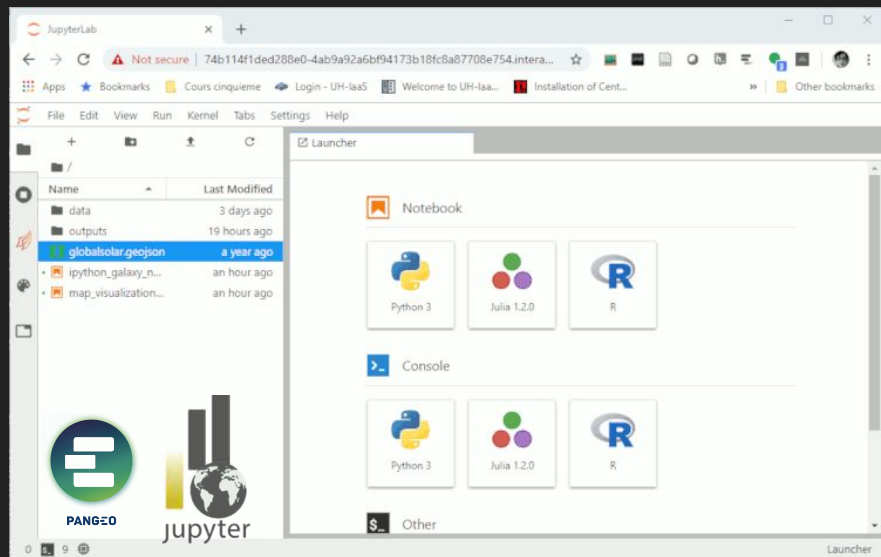 JupyterLab
Not secure | 74b114f1ded288e0-4ab9a92a6bf94173b18fc8a87708e754.intera...
Apps Bookmarks Cours cinquieme Login - UH-IaaS Welcome to UH-Iaa... Installation of Cent... » Other bookmarks
File Edit View Run Kernel Tabs Settings Help
Launcher
/
Name Last Modified
data 3 days ago
outputs 19 hours ago
globalsolar.geojson a year ago
ipython_galaxy_n... an hour ago
map_visualization... an hour ago
Notebook
Python 3 Julia 1.2.0 R
Console
Python 3 Julia 1.2.0 R
$_ Other
PANGEO
jupyter
0 $_ 9 Launcher